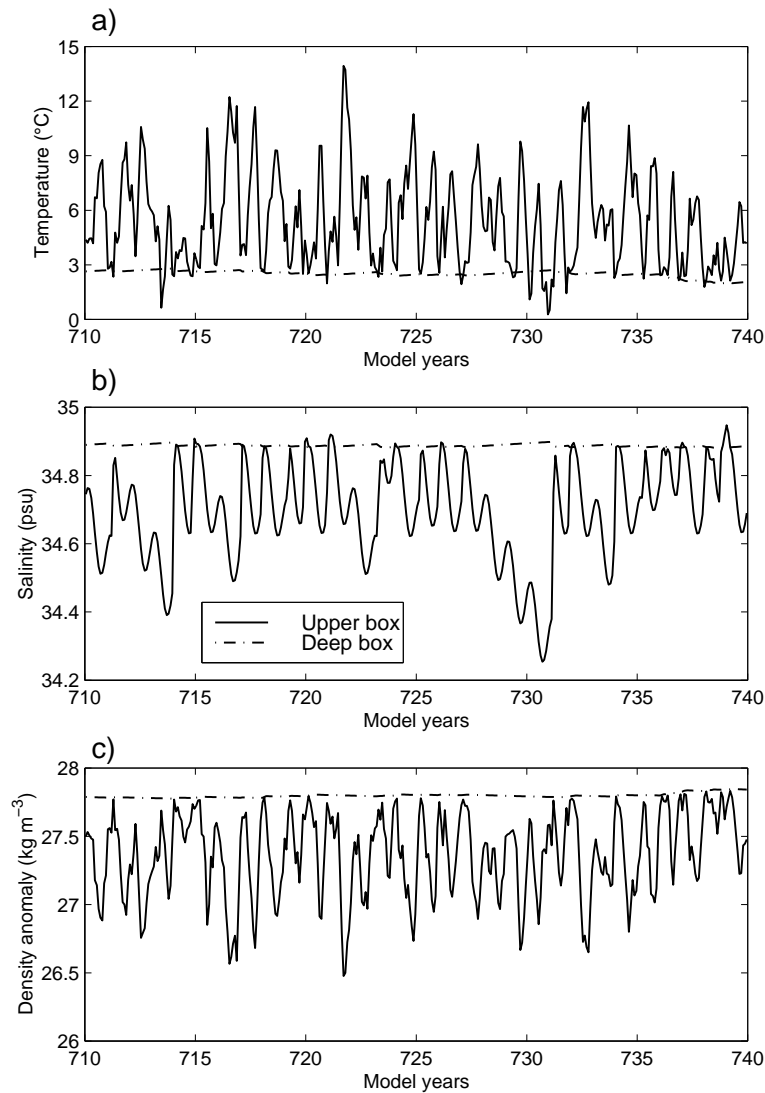 a)
15
12
9
6
3
0
Temperature (°C)
710 715 720 725 730 735 740
Model years
b)
35
34.8
34.6
34.4
34.2
Salinity (psu)
Upper box
Deep box
710 715 720 725 730 735 740
Model years
c)
28
27.5
27
26.5
26
Density anomaly (kg m⁻³)
710 715 720 725 730 735 740
Model years